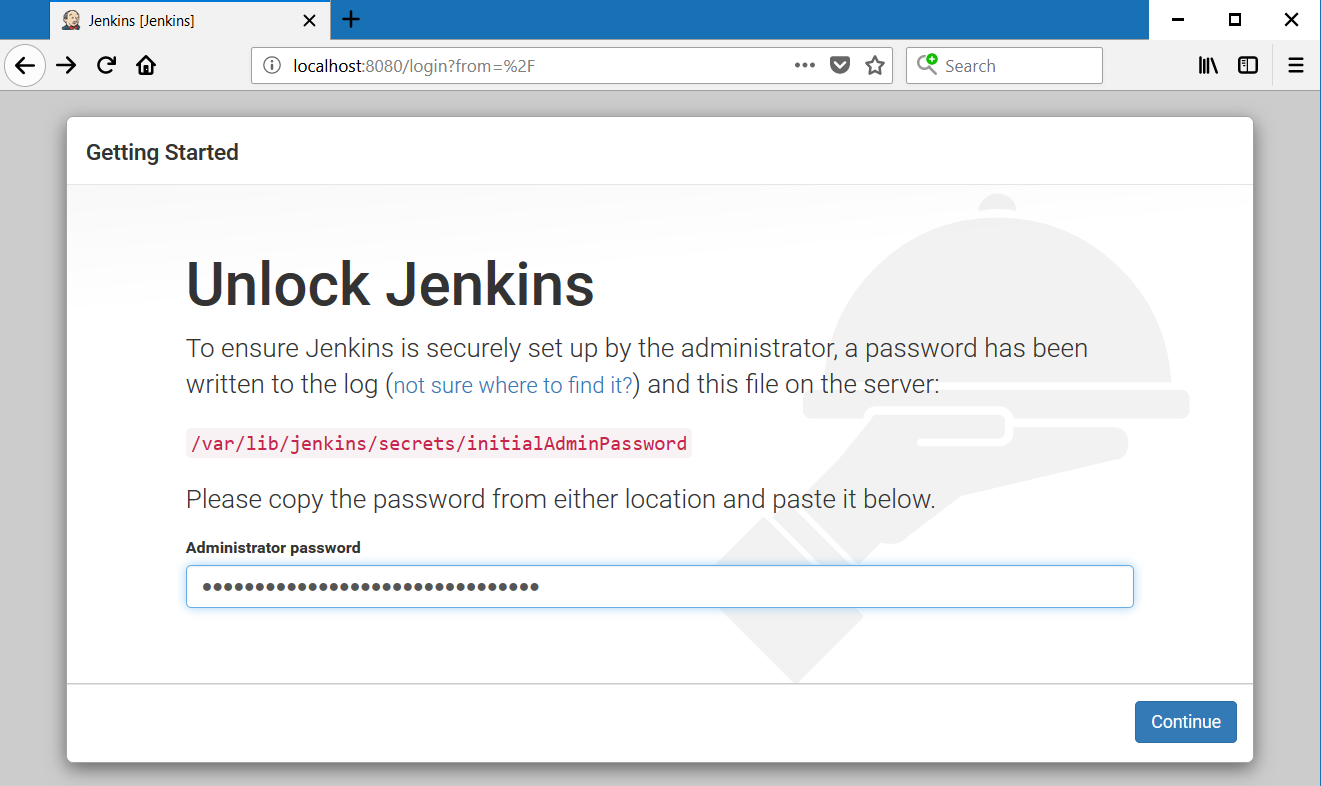 Jenkins [Jenkins]
localhost:8080/login?from=%2F
Search
Getting Started
Unlock Jenkins
To ensure Jenkins is securely set up by the administrator, a password has been
written to the log (not sure where to find it?) and this file on the server:
/var/lib/jenkins/secrets/initialAdminPassword
Please copy the password from either location and paste it below.
Administrator password
••••••••••••••••••••••••••••••••
Continue